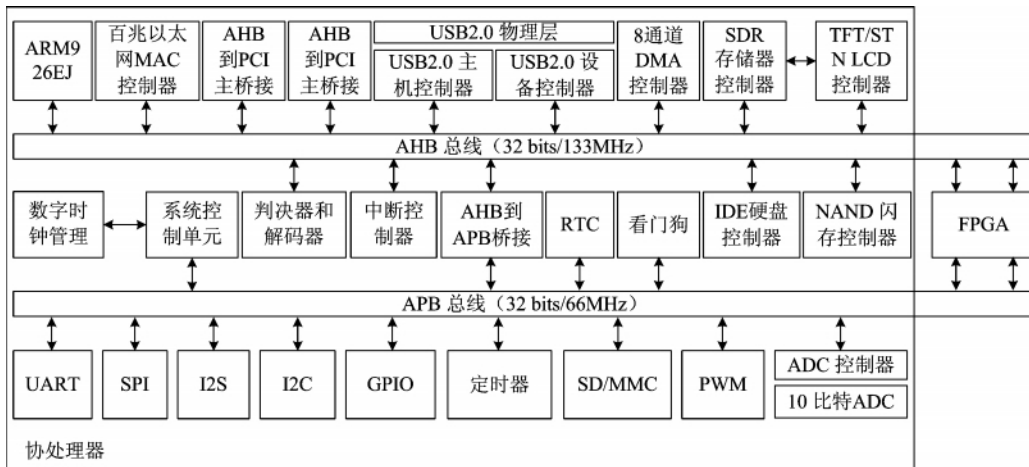 ARM9
26EJ
百兆以太
网MAC
控制器
AHB
到PCI
主桥接
AHB
到PCI
主桥接
USB2.0 物理层
USB2.0 主
机控制器
USB2.0 设
备控制器
8通道
DMA
控制器
SDR
存储器
控制器
TFT/ST
N LCD
控制器
AHB 总线（32 bits/133MHz）
数字时
钟管理
系统控
制单元
判决器和
解码器
中断控
制器
AHB到
APB桥接
RTC
看门狗
IDE硬盘
控制器
NAND 闪
存控制器
FPGA
APB 总线（32 bits/66MHz）
UART
SPI
I2S
I2C
GPIO
定时器
SD/MMC
PWM
ADC 控制器
10 比特ADC
协处理器